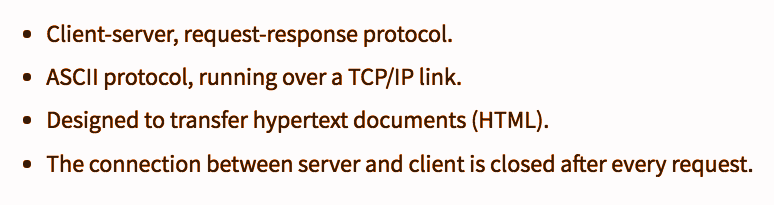 • Client-server, request-response protocol.
• ASCII protocol, running over a TCP/IP link.
• Designed to transfer hypertext documents (HTML).
• The connection between server and client is closed after every request.